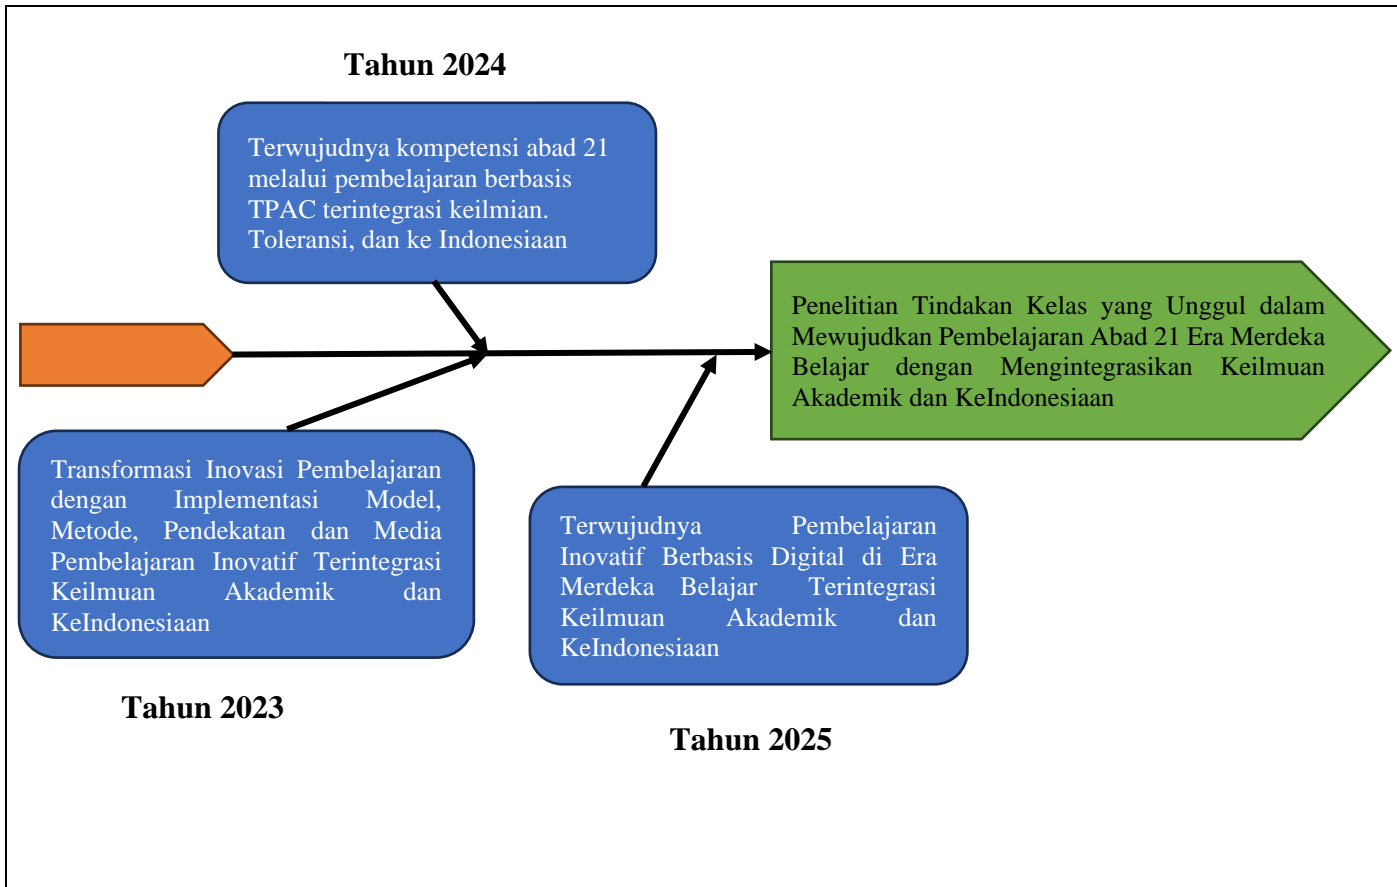 Tahun 2024
Terwujudnya kompetensi abad 21
melalui pembelajaran berbasis
TPAC terintegrasi keilmian.
Toleransi, dan ke Indonesiaan
Penelitian Tindakan Kelas yang Unggul dalam
Mewujudkan Pembelajaran Abad 21 Era Merdeka
Belajar dengan Mengintegrasikan Keilmuan
Akademik dan KeIndonesiaan
Transformasi Inovasi Pembelajaran
dengan Implementasi Model,
Metode, Pendekatan dan Media
Pembelajaran Inovatif Terintegrasi
Keilmuan Akademik dan
KeIndonesiaan
Tahun 2023
Terwujudnya Pembelajaran
Inovatif Berbasis Digital di Era
Merdeka Belajar Terintegrasi
Keilmuan Akademik dan
KeIndonesiaan
Tahun 2025